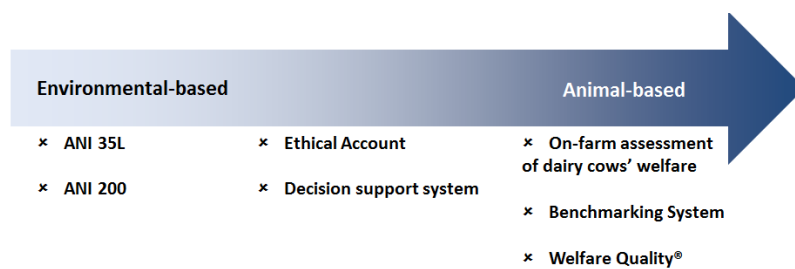 Environmental-based
Animal-based
× ANI 35L
× ANI 200
× Ethical Account
× Decision support system
× On-farm assessment
of dairy cows’ welfare
× Benchmarking System
× Welfare Quality®